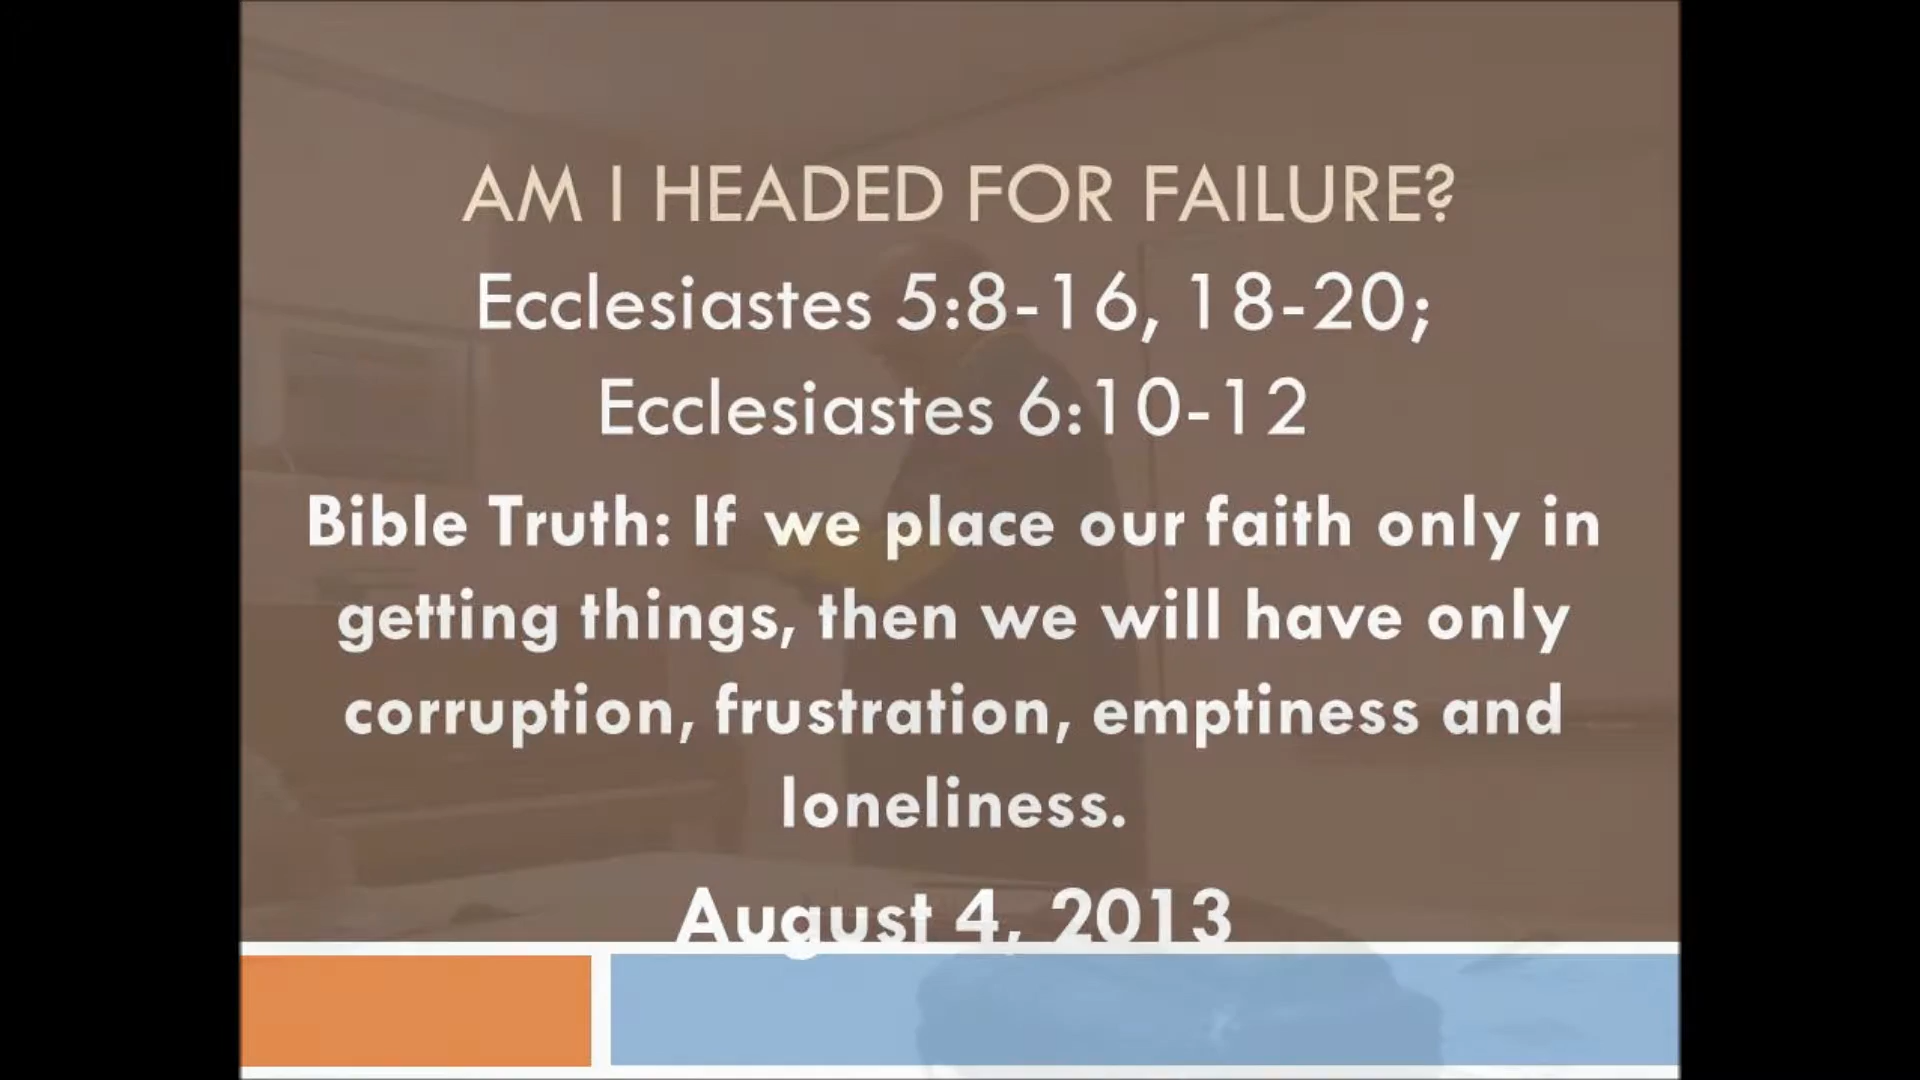 AM I HEADED FOR FAILURE?
Ecclesiastes 5:8-16, 18-20;
Ecclesiastes 6:10-12
Bible Truth: If we place our faith only in
getting things, then we will have only
corruption, frustration, emptiness and
loneliness.
August 4, 2013